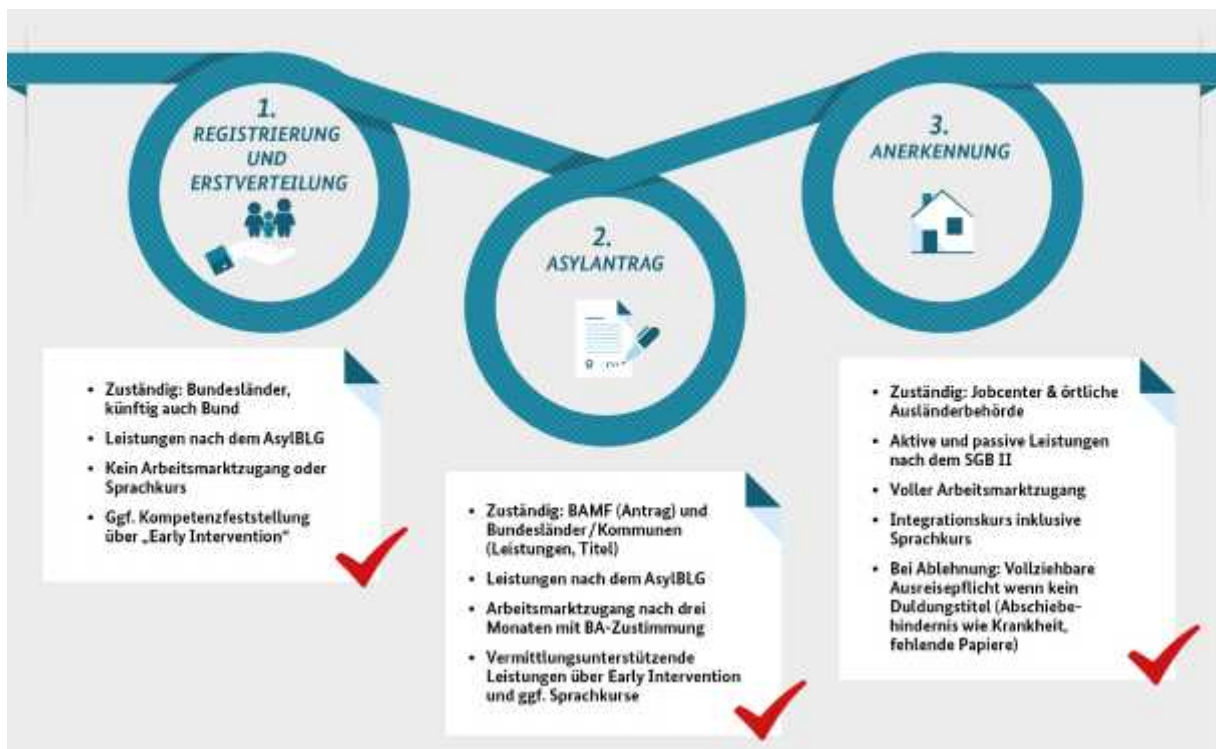 1.
REGISTRIERUNG
UND
ERSTVERTEILUNG
• Zuständig: Bundesländer,
künftig auch Bund
• Leistungen nach dem AsylBLG
• Kein Arbeitsmarktzugang oder
Sprachkurs
• Ggf. Kompetenzfeststellung
über „Early Intervention“
2.
ASYLANTRAG
• Zuständig: BAMF (Antrag) und
Bundesländer/Kommunen
(Leistungen, Titel)
• Leistungen nach dem AsylBLG
• Arbeitsmarktzugang nach drei
Monaten mit BA-Zustimmung
• Vermittlungsunterstützende
Leistungen über Early Intervention
und ggf. Sprachkurse
3.
ANERKENNUNG
• Zuständig: Jobcenter & örtliche
Ausländerbehörde
• Aktive und passive Leistungen
nach dem SGB II
• Voller Arbeitsmarktzugang
• Integrationskurs inklusive
Sprachkurs
• Bei Ablehnung: Vollziehbare
Ausreisepflicht wenn kein
Duldungstitel (Abschiebe-
hindernis wie Krankheit,
fehlende Papiere)